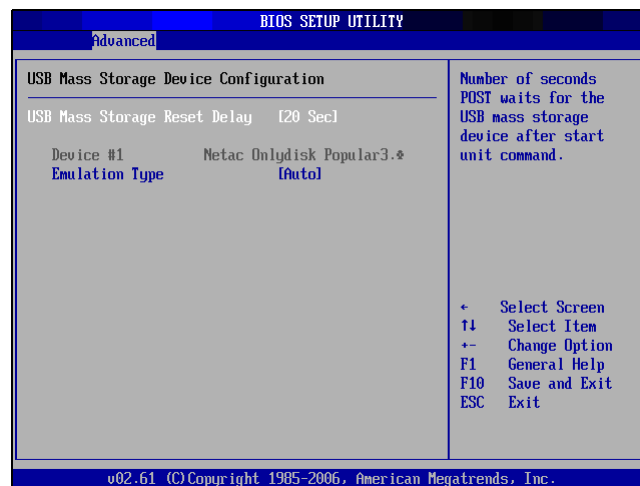 BIOS SETUP UTILITY
Advanced
USB Mass Storage Device Configuration
USB Mass Storage Reset Delay [20 Sec]
Device #1 Netac Onlydisk Popular3.♦
Emulation Type [Auto]
Number of seconds
POST waits for the
USB mass storage
device after start
unit command.
← Select Screen
↑↓ Select Item
+- Change Option
F1 General Help
F10 Save and Exit
ESC Exit
v02.61 (C)Copyright 1985-2006, American Megatrends, Inc.